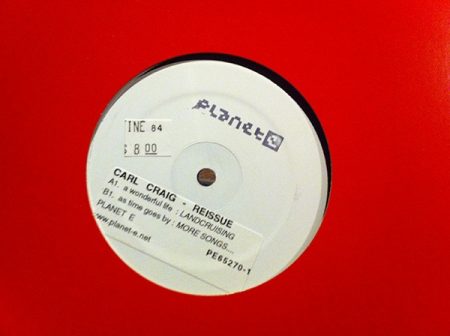 Planet e
INE 84
$ 8 00
CARL CRAIG - REISSUE
A1. a wonderful life : LANDCRUISING
B1. as time goes by : MORE SONGS...
PLANET E
www.planet-e.net
PE65270-1